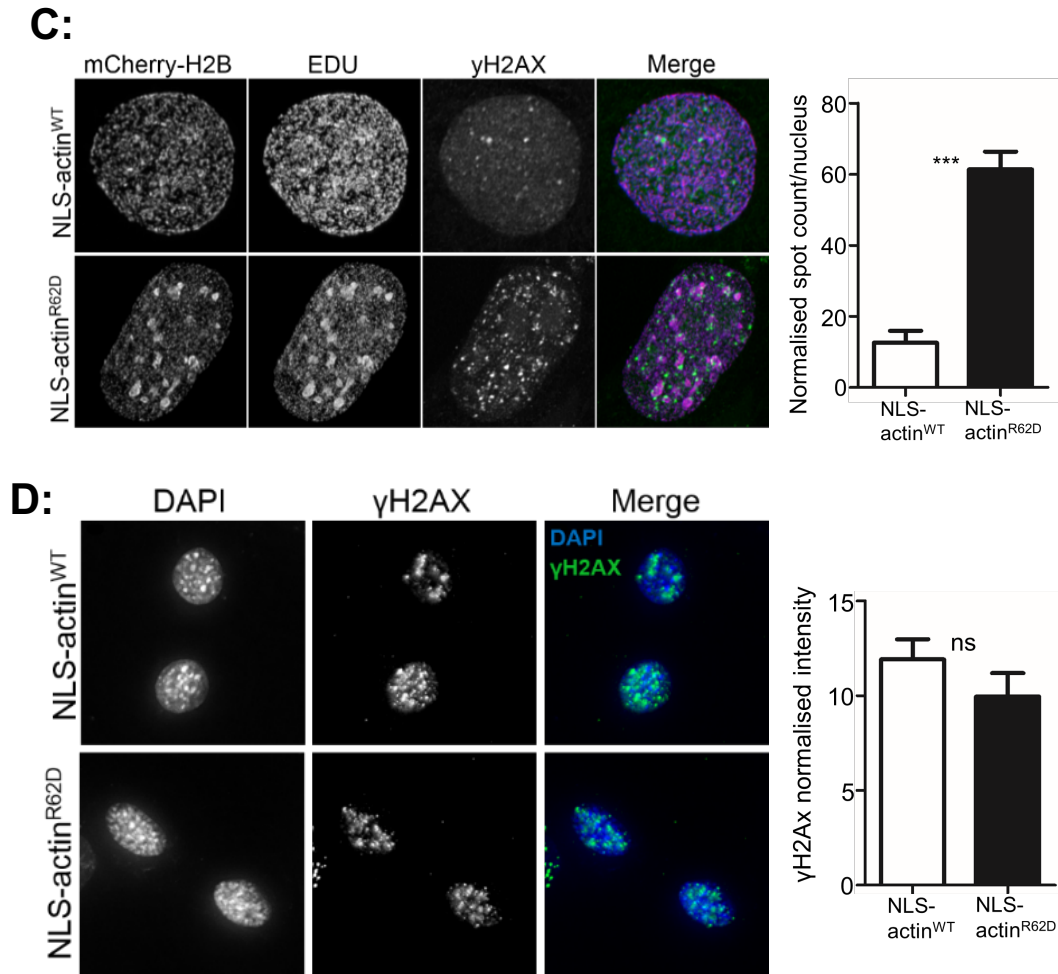 C:
mCherry-H2B EDU yH2AX Merge
NLS-actinWT
NLS-actinR62D
Normalised spot count/nucleus
80
60
40
20
0
***
NLS-
actinWT
NLS-
actinR62D
D:
DAPI γH2AX Merge
NLS-actinWT
NLS-actinR62D
DAPI
γH2AX
γH2Ax normalised intensity
15
10
5
0
ns
NLS-
actinWT
NLS-
actinR62D